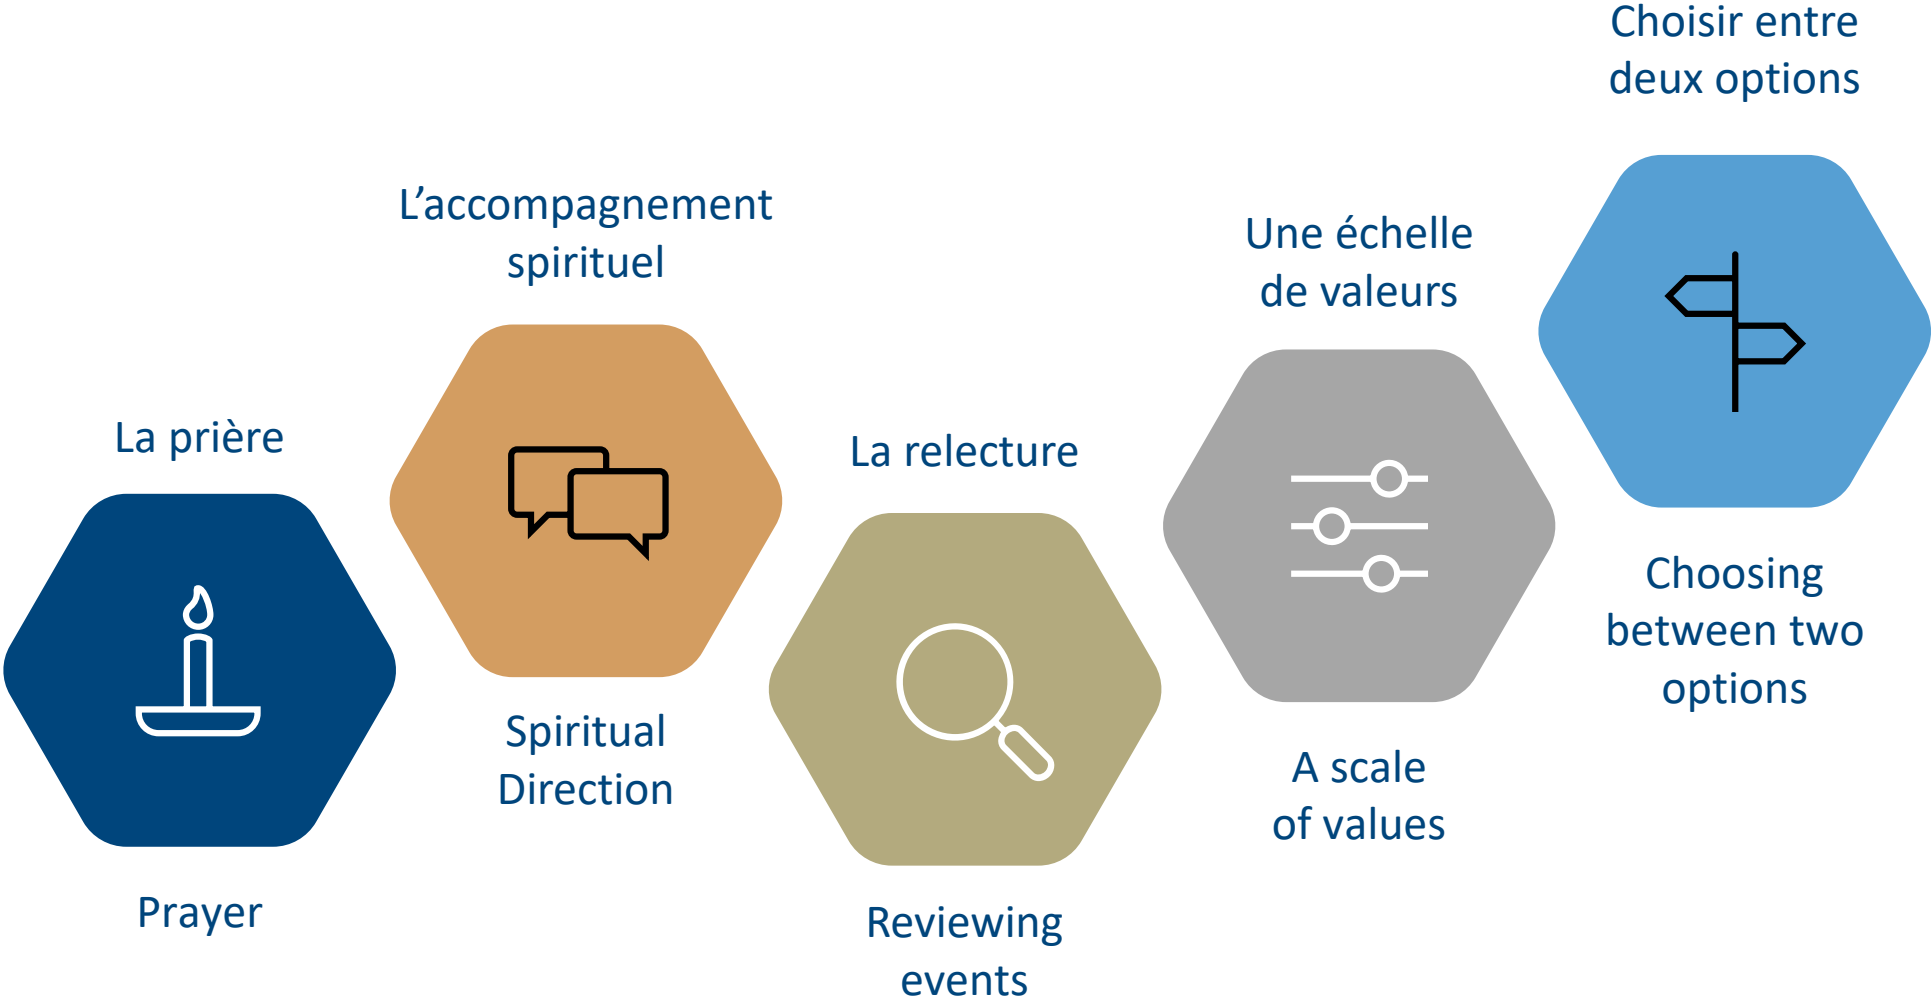 La prière
Prayer
L’accompagnement
spirituel
Spiritual
Direction
La relecture
Reviewing
events
Une échelle
de valeurs
A scale
of values
Choisir entre
deux options
Choosing
between two
options